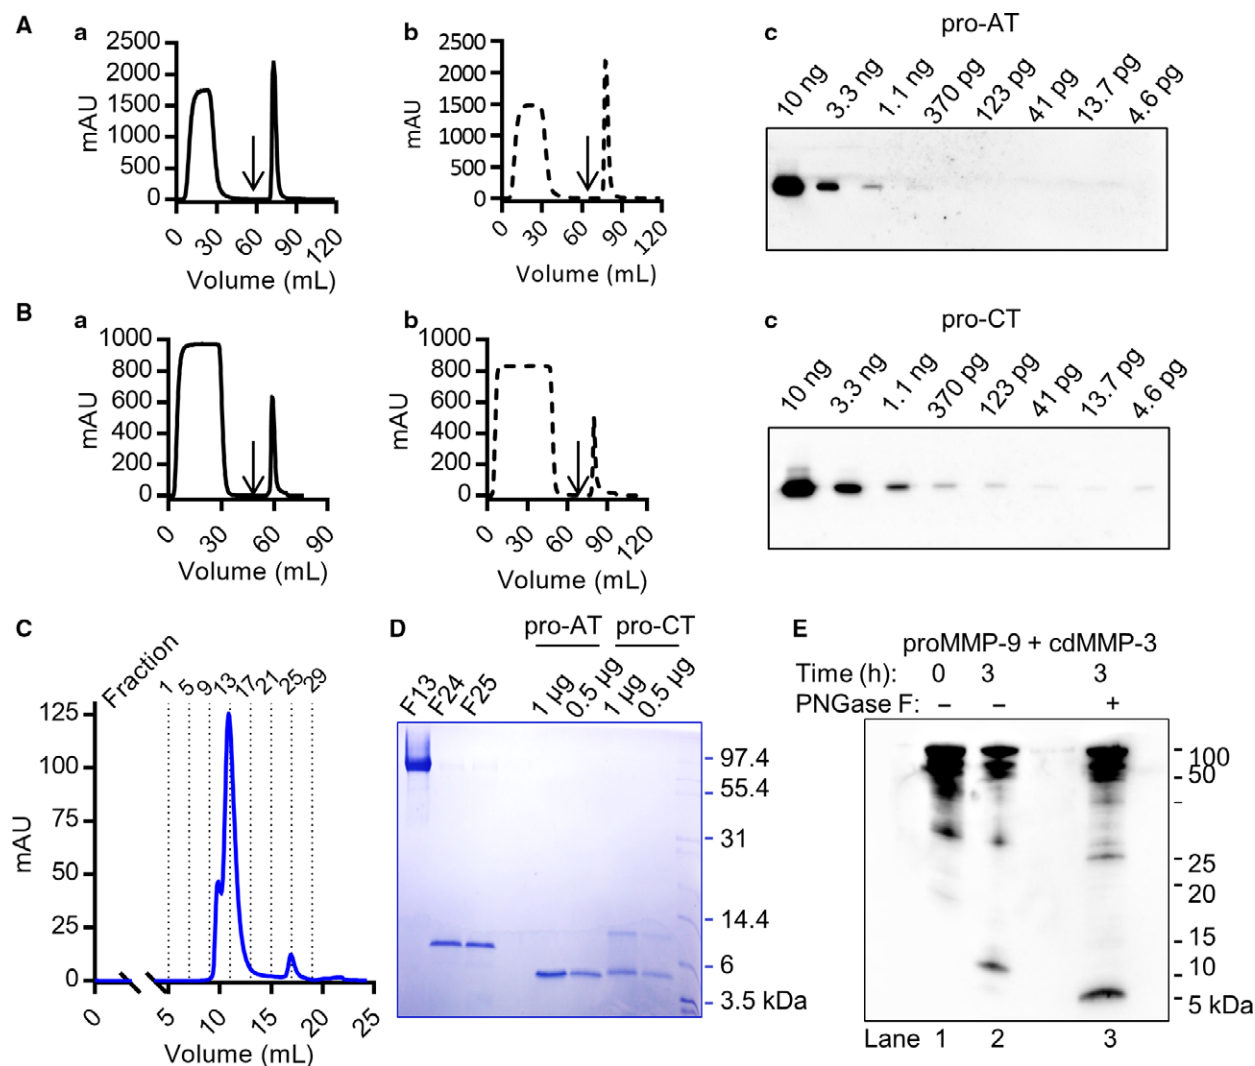 A
a
2500
2000
1500
1000
500
0
mAU
0 30 60 90 120
Volume (mL)
b
2500
2000
1500
1000
500
0
mAU
0 30 60 90 120
Volume (mL)
c
pro-AT
10 ng 3.3 ng 1.1 ng 370 pg 123 pg 41 pg 13.7 pg 4.6 pg
B
a
1000
800
600
400
200
0
mAU
0 30 60 90
Volume (mL)
b
1000
800
600
400
200
0
mAU
0 30 60 90 120
Volume (mL)
c
pro-CT
10 ng 3.3 ng 1.1 ng 370 pg 123 pg 41 pg 13.7 pg 4.6 pg
C
Fraction
1 5 9 13 17 21 25 29
125
100
75
50
25
0
mAU
0 5 10 15 20 25
Volume (mL)
D
pro-AT pro-CT
F13 F24 F25 1 µg 0.5 µg 1 µg 0.5 µg
97.4
55.4
31
14.4
6
3.5 kDa
E
proMMP-9 + cdMMP-3
Time (h): 0 3 3
PNGase F: – – +
100
50
25
20
15
10
5 kDa
Lane 1 2 3